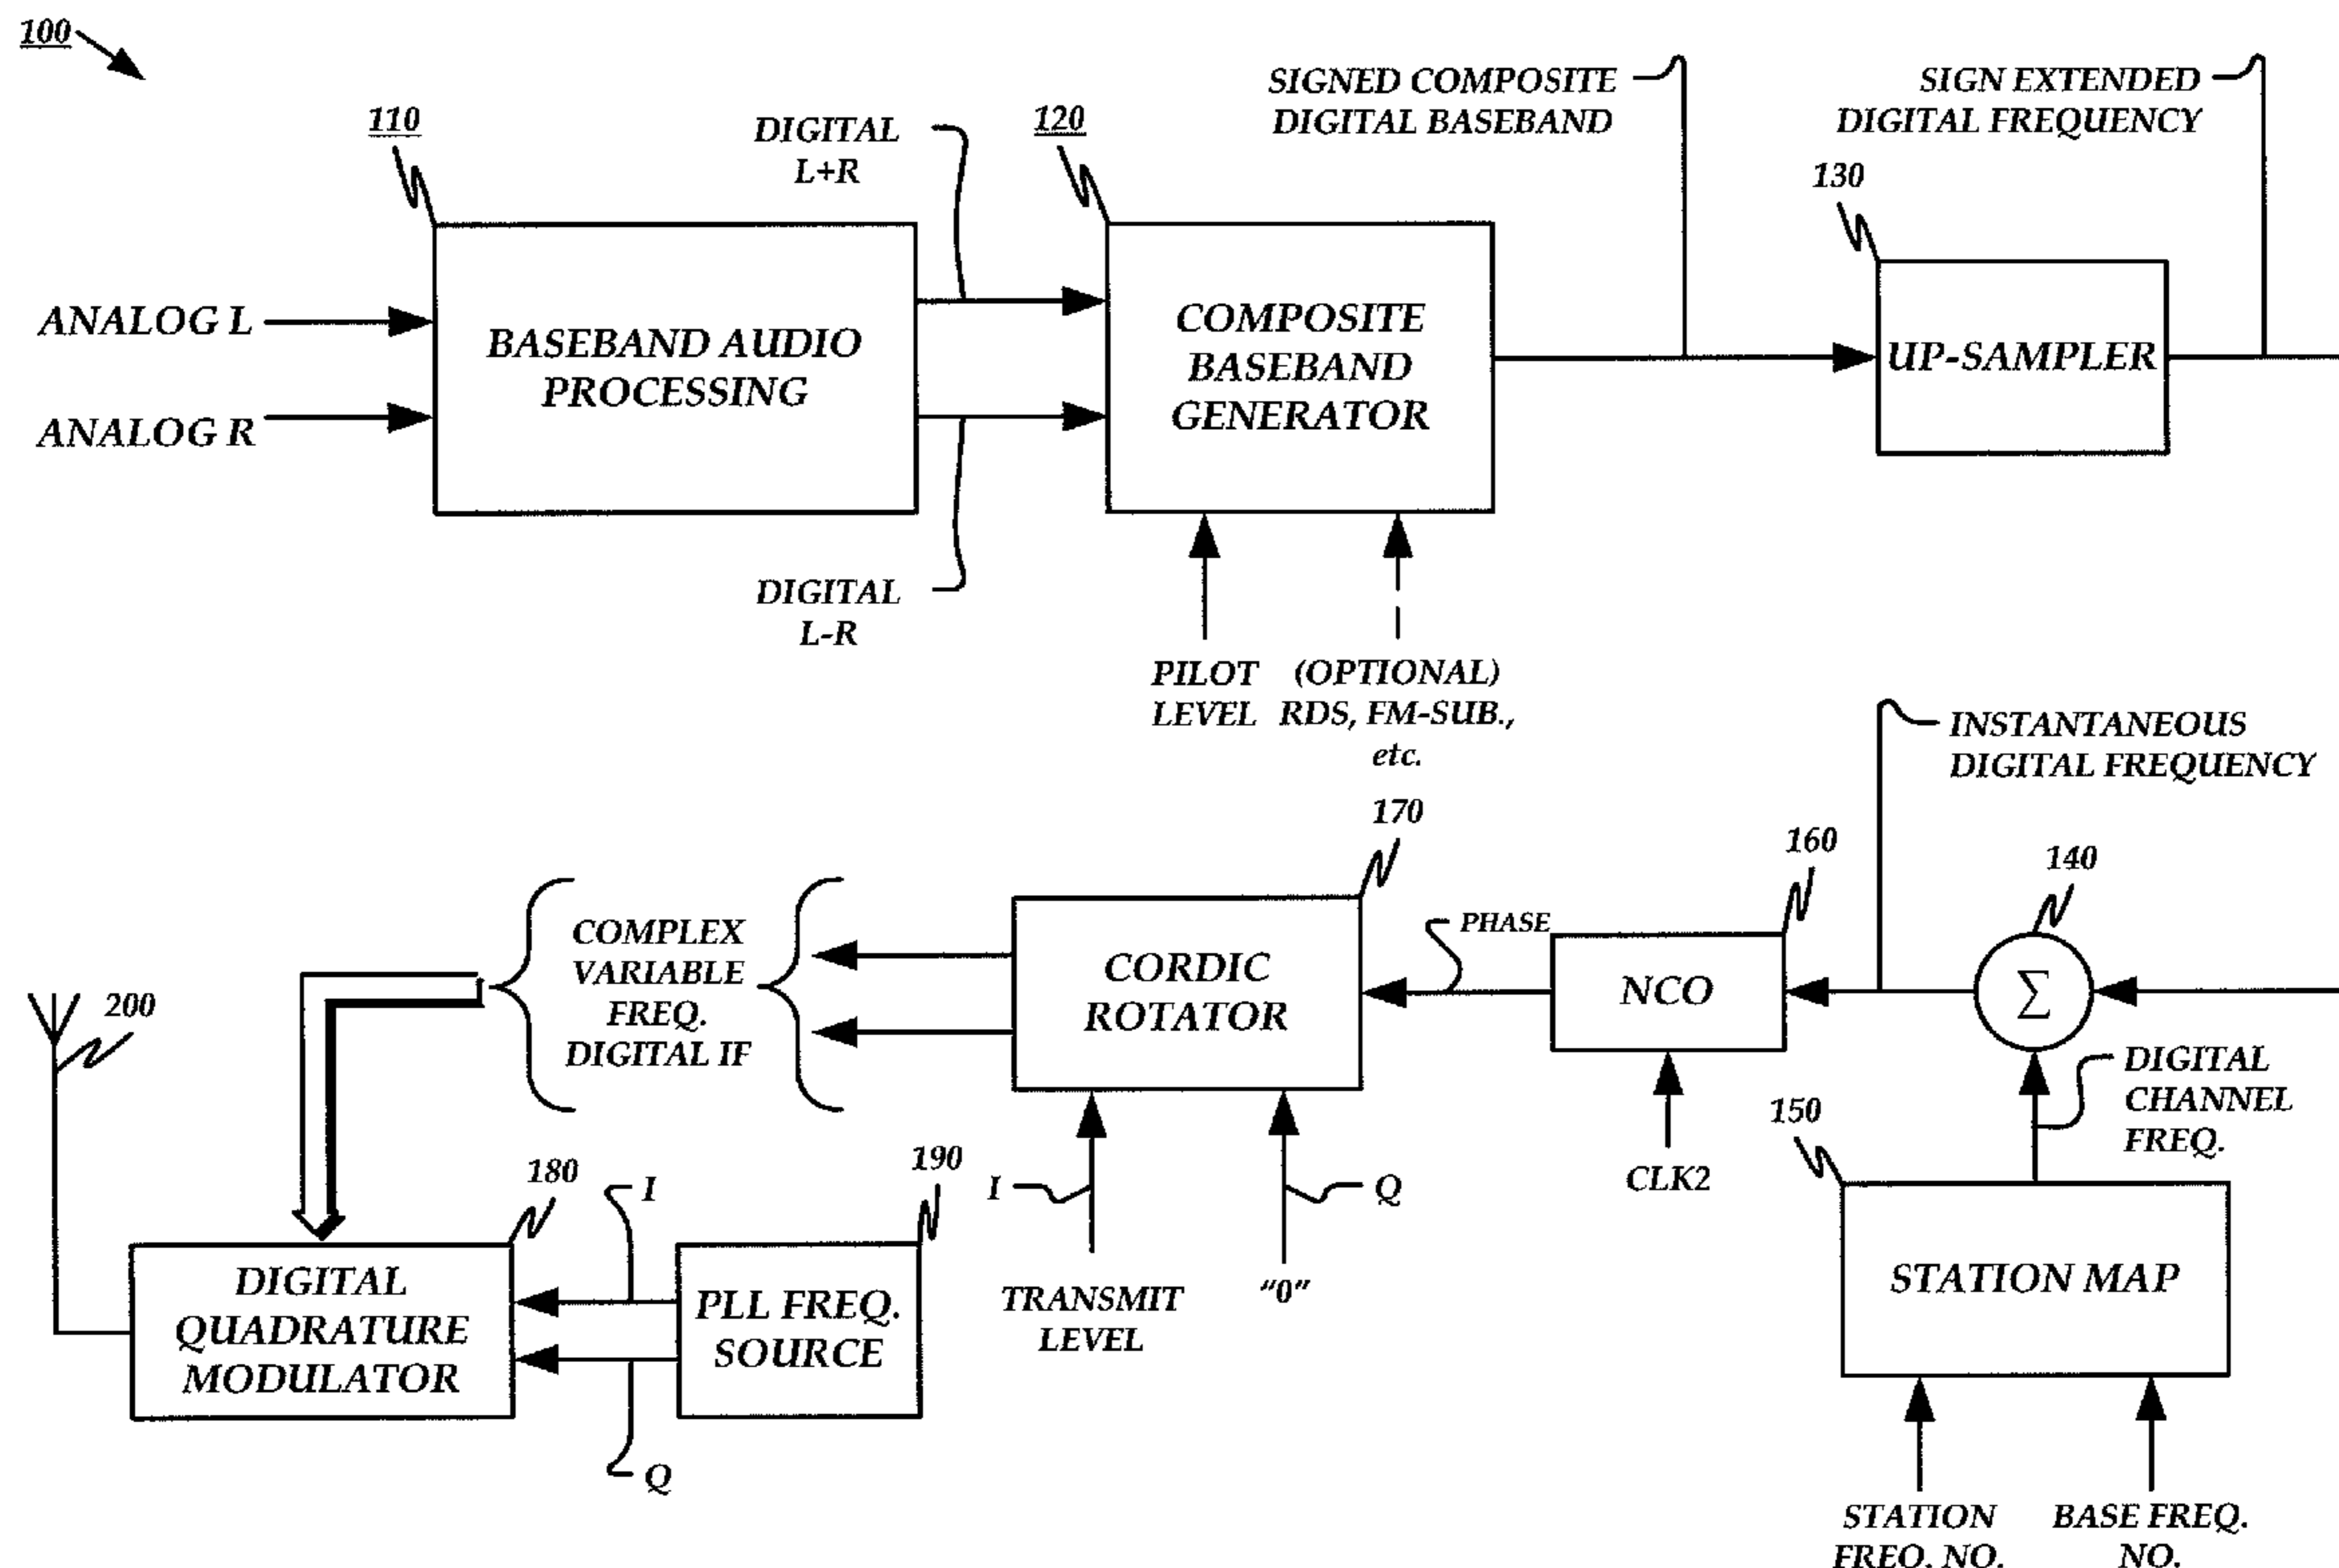 100
110
DIGITAL
L+R
120
SIGNED COMPOSITE
DIGITAL BASEBAND
SIGN EXTENDED
DIGITAL FREQUENCY
130
ANALOG L
ANALOG R
BASEBAND AUDIO
PROCESSING
COMPOSITE
BASEBAND
GENERATOR
UP-SAMPLER
DIGITAL
L-R
PILOT
LEVEL
(OPTIONAL)
RDS, FM-SUB.,
etc.
INSTANTANEOUS
DIGITAL FREQUENCY
170
160
140
COMPLEX
VARIABLE
FREQ.
DIGITAL IF
CORDIC
ROTATOR
PHASE
NCO
Σ
200
DIGITAL
CHANNEL
FREQ.
150
CLK2
180
I
190
I
Q
DIGITAL
QUADRATURE
MODULATOR
PLL FREQ.
SOURCE
TRANSMIT
LEVEL
"0"
STATION MAP
Q
STATION
FREQ. NO.
BASE FREQ.
NO.